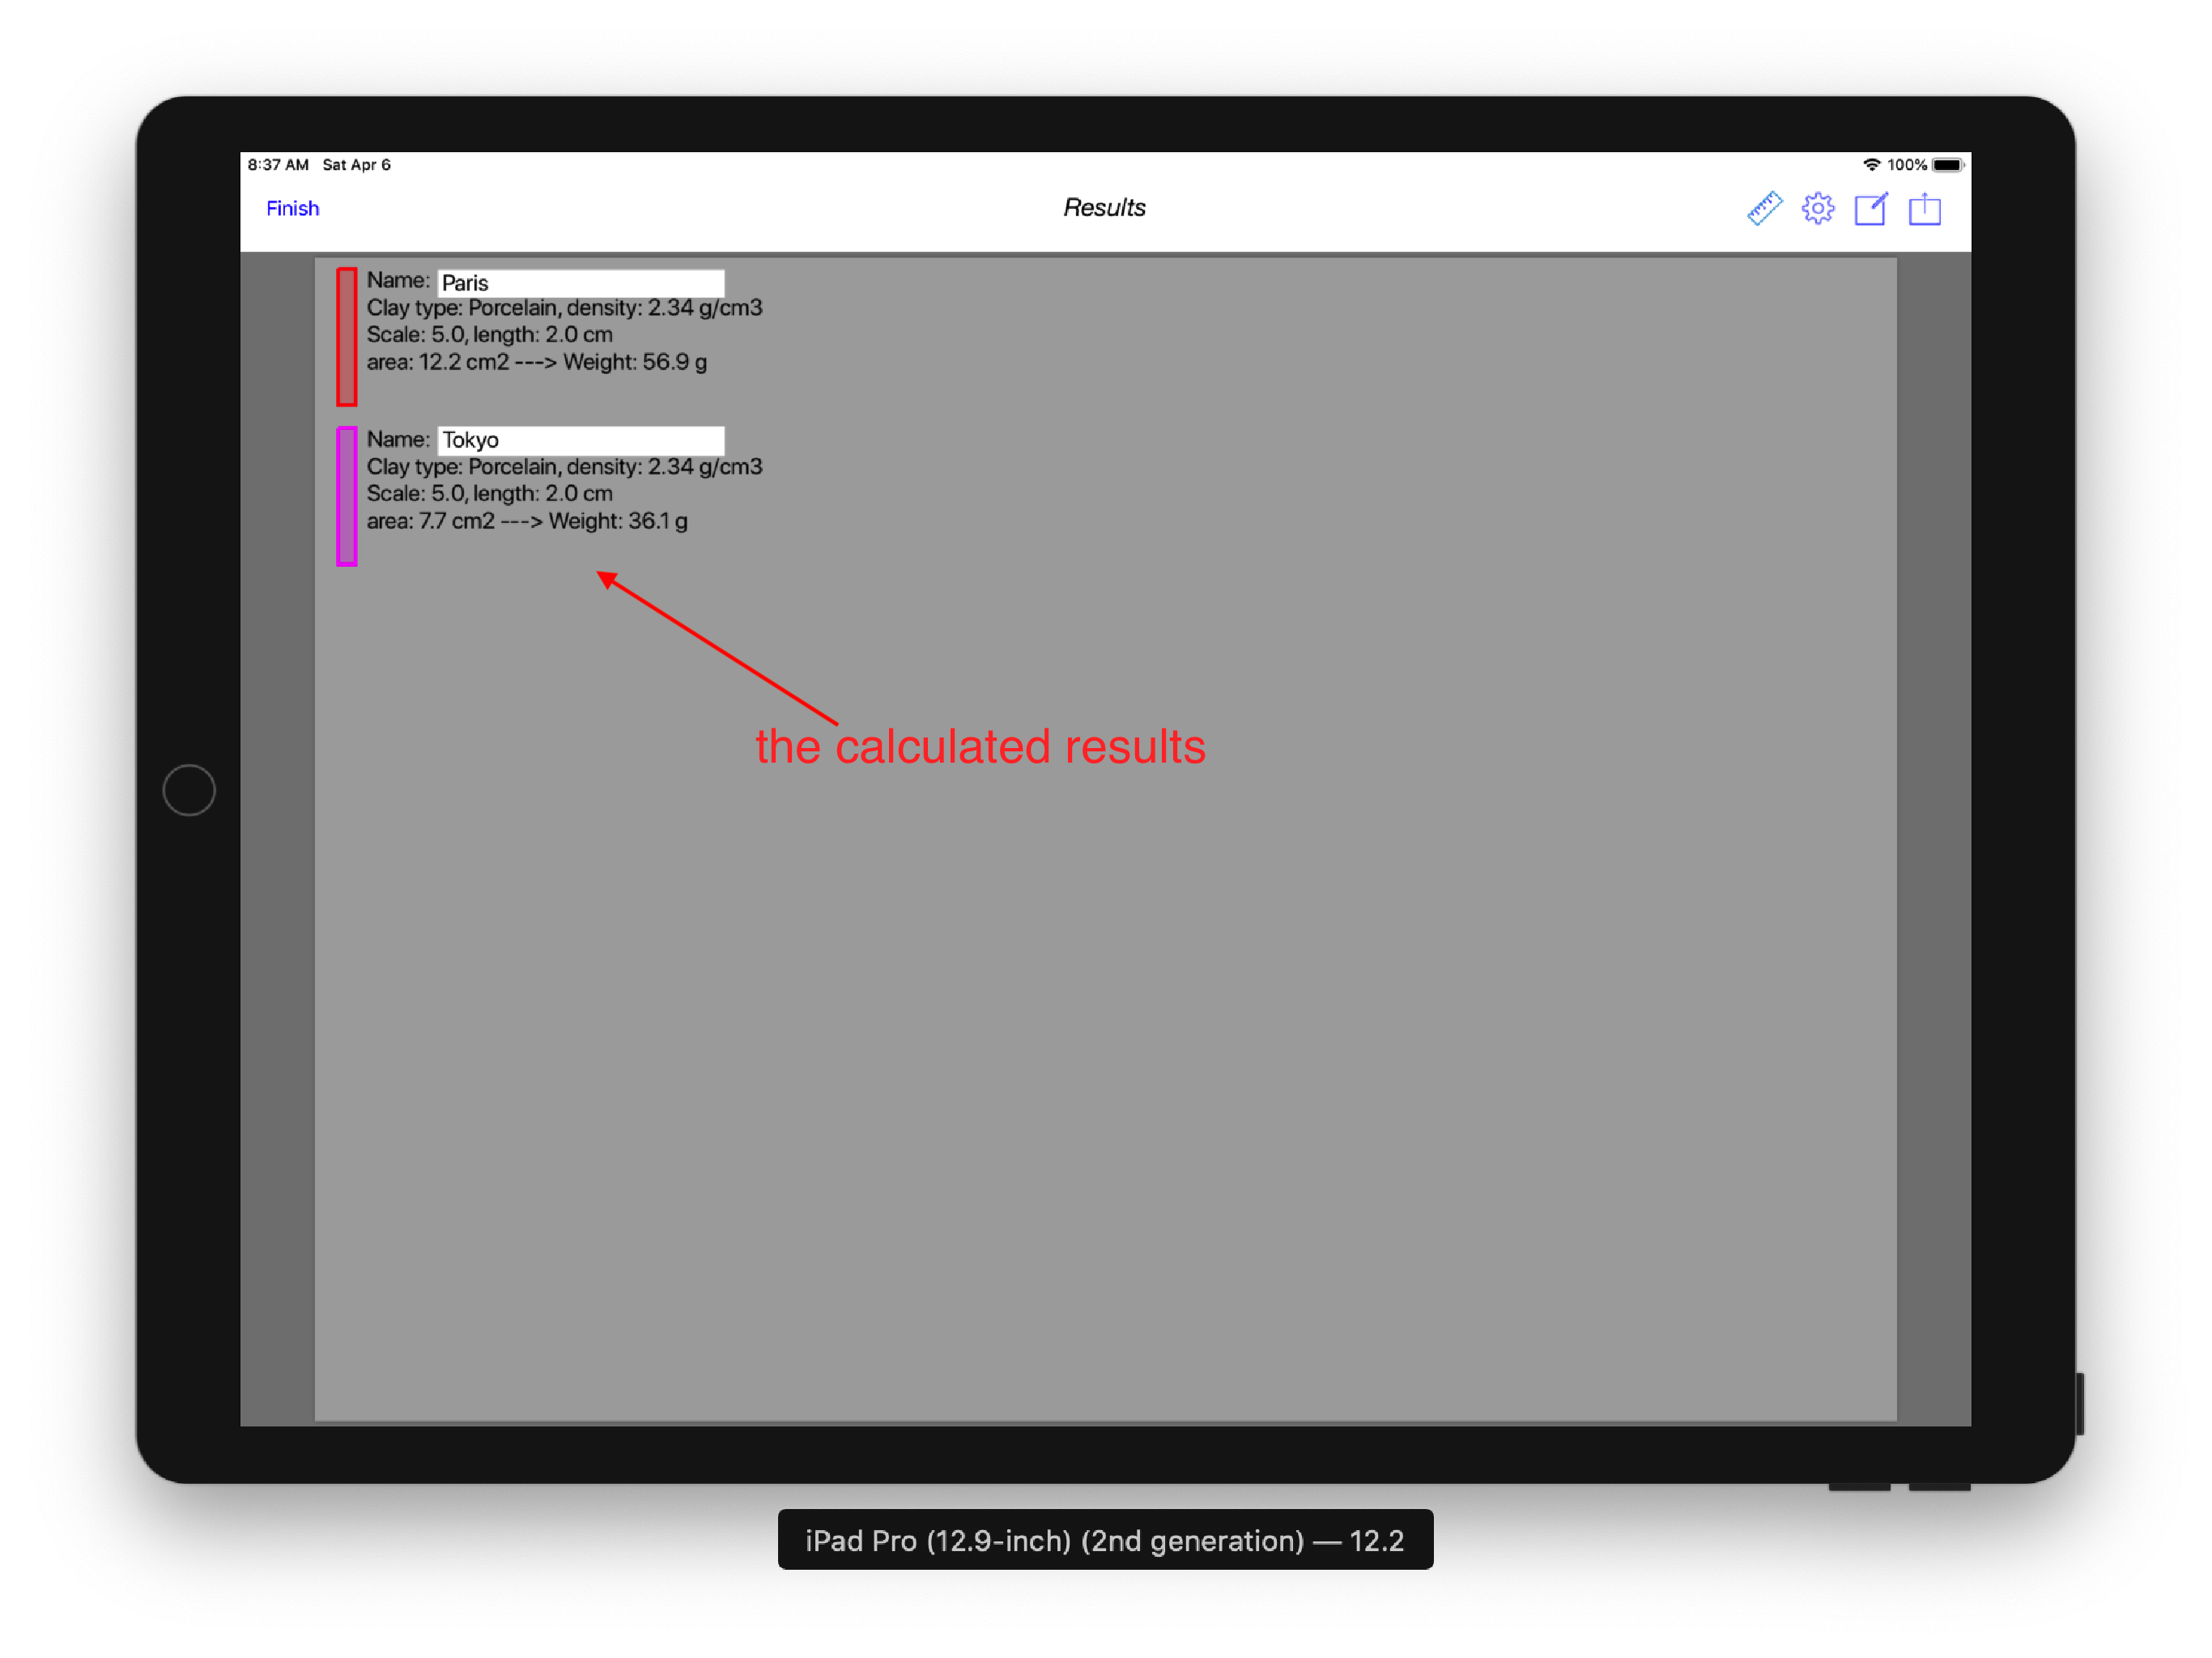 8:37 AM Sat Apr 6 100%
Finish Results
Name: Paris
Clay type: Porcelain, density: 2.34 g/cm3
Scale: 5.0, length: 2.0 cm
area: 12.2 cm2 ---> Weight: 56.9 g
Name: Tokyo
Clay type: Porcelain, density: 2.34 g/cm3
Scale: 5.0, length: 2.0 cm
area: 7.7 cm2 ---> Weight: 36.1 g
the calculated results
iPad Pro (12.9-inch) (2nd generation) — 12.2